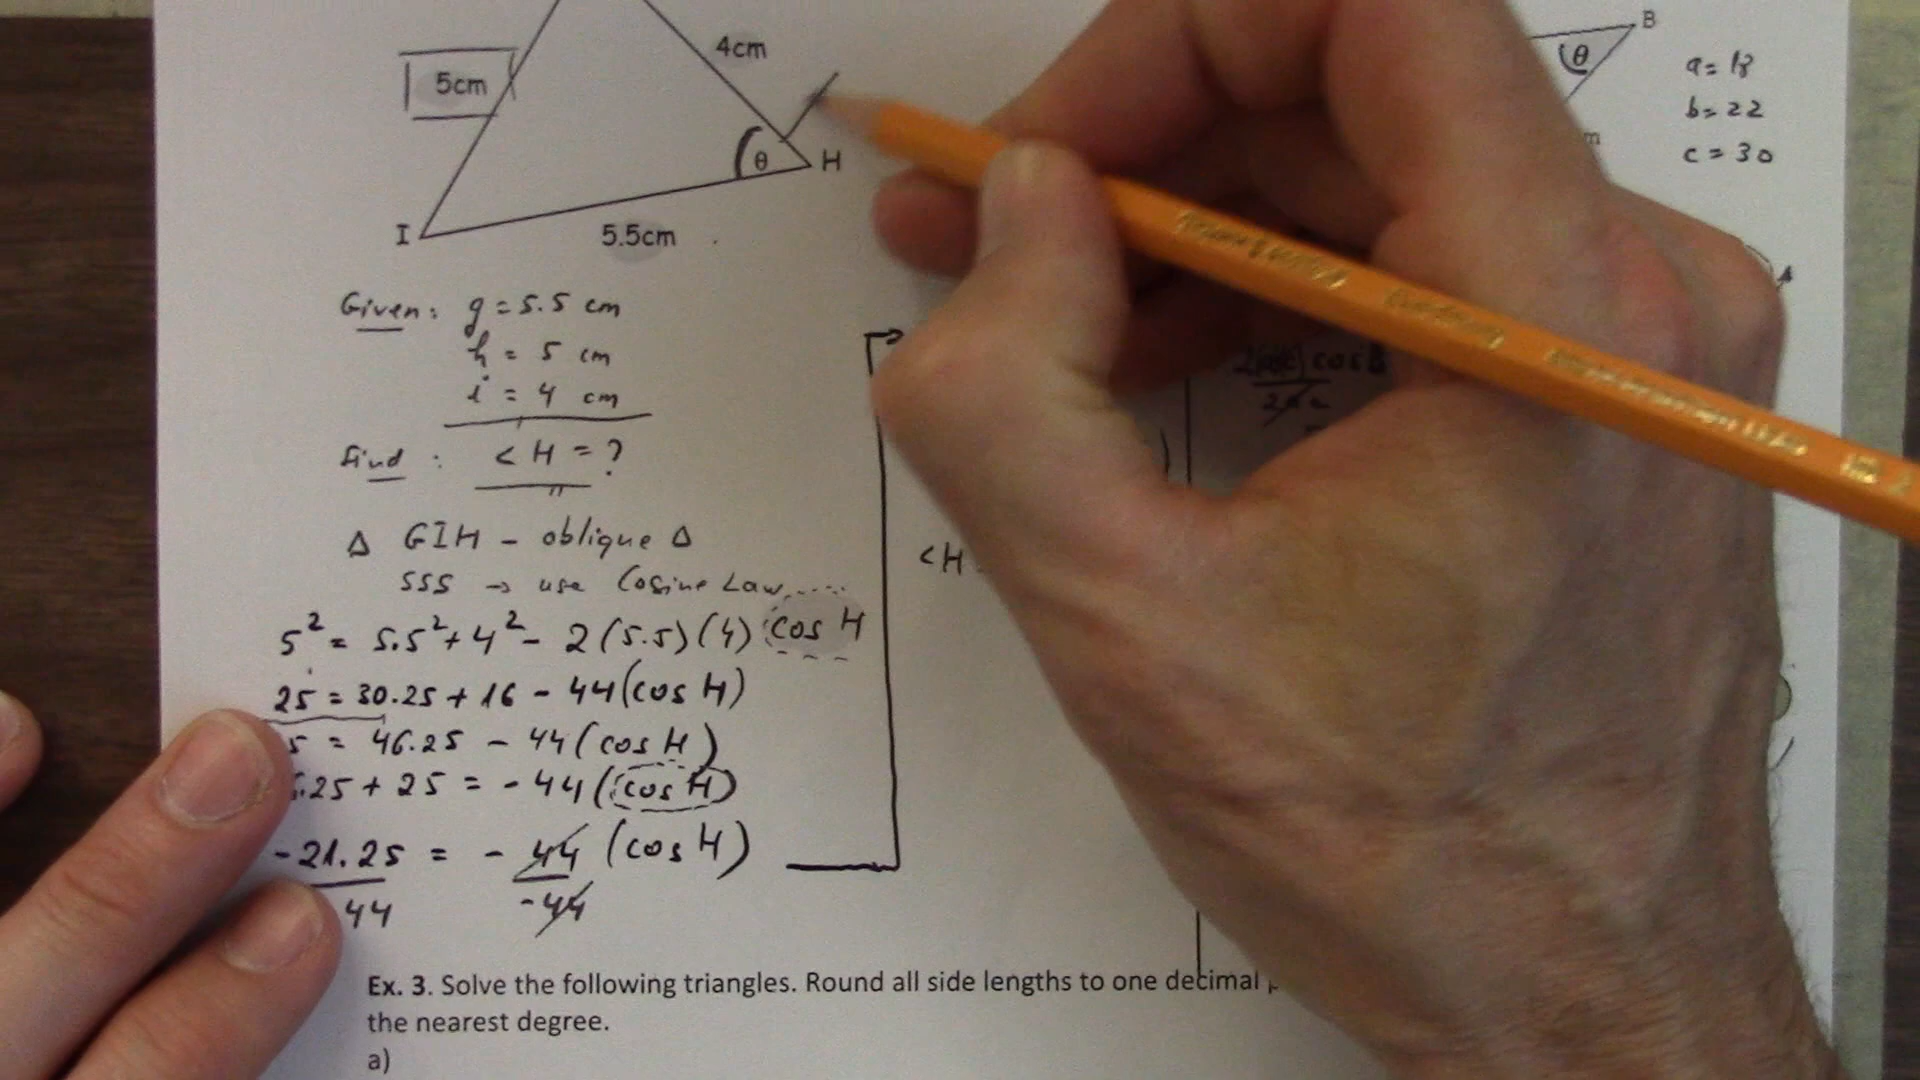 4cm
5cm
θ H
I
5.5cm
B
θ
a = 18
b = 22
c = 30
m
Given: g = 5.5 cm
h = 5 cm
i = 4 cm
Find: < H = ?
Δ GIH - oblique Δ
SSS → use Cosine Law
5² = 5.5² + 4² - 2(5.5)(4) cos H
25 = 30.25 + 16 - 44(cos H)
5 = 46.25 - 44(cos H)
.25 + 25 = - 44(cos H)
-21.25 = - 44 (cos H)
44 -44
< H
Ex. 3. Solve the following triangles. Round all side lengths to one decimal
the nearest degree.
a)